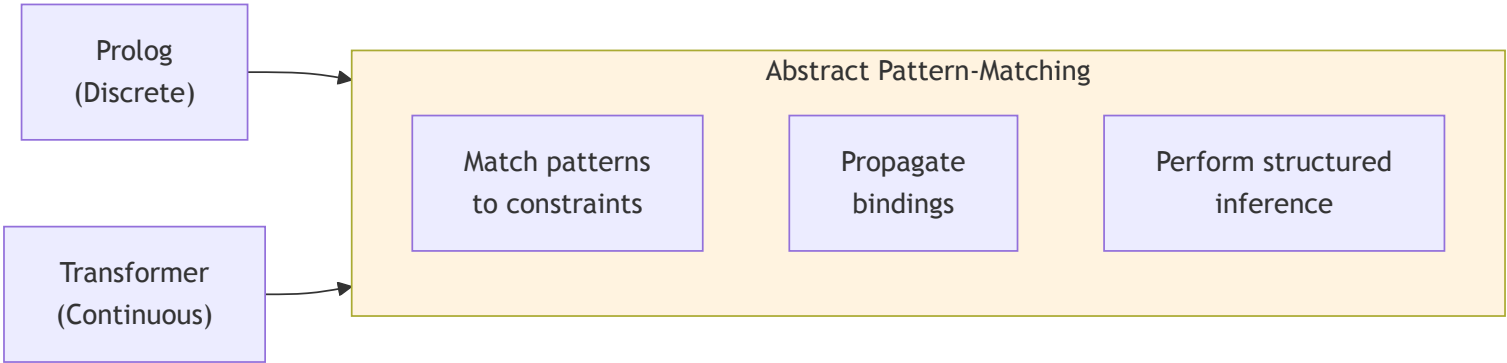 Prolog
(Discrete)
Transformer
(Continuous)
Abstract Pattern-Matching
Match patterns
to constraints
Propagate
bindings
Perform structured
inference